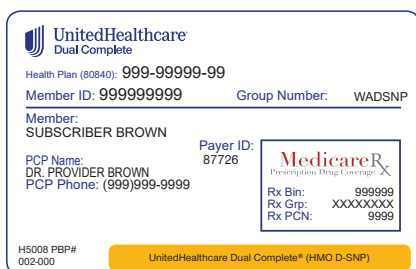 UnitedHealthcare®
Dual Complete
Health Plan (80840): 999-99999-99
Member ID: 999999999 Group Number: WADSNP
Member:
SUBSCRIBER BROWN
Payer ID:
87726
PCP Name:
DR. PROVIDER BROWN
PCP Phone: (999)999-9999
MedicareRx
Prescription Drug Coverage
Rx Bin: 999999
Rx Grp: XXXXXXXX
Rx PCN: 9999
H5008 PBP#
002-000
UnitedHealthcare Dual Complete® (HMO D-SNP)